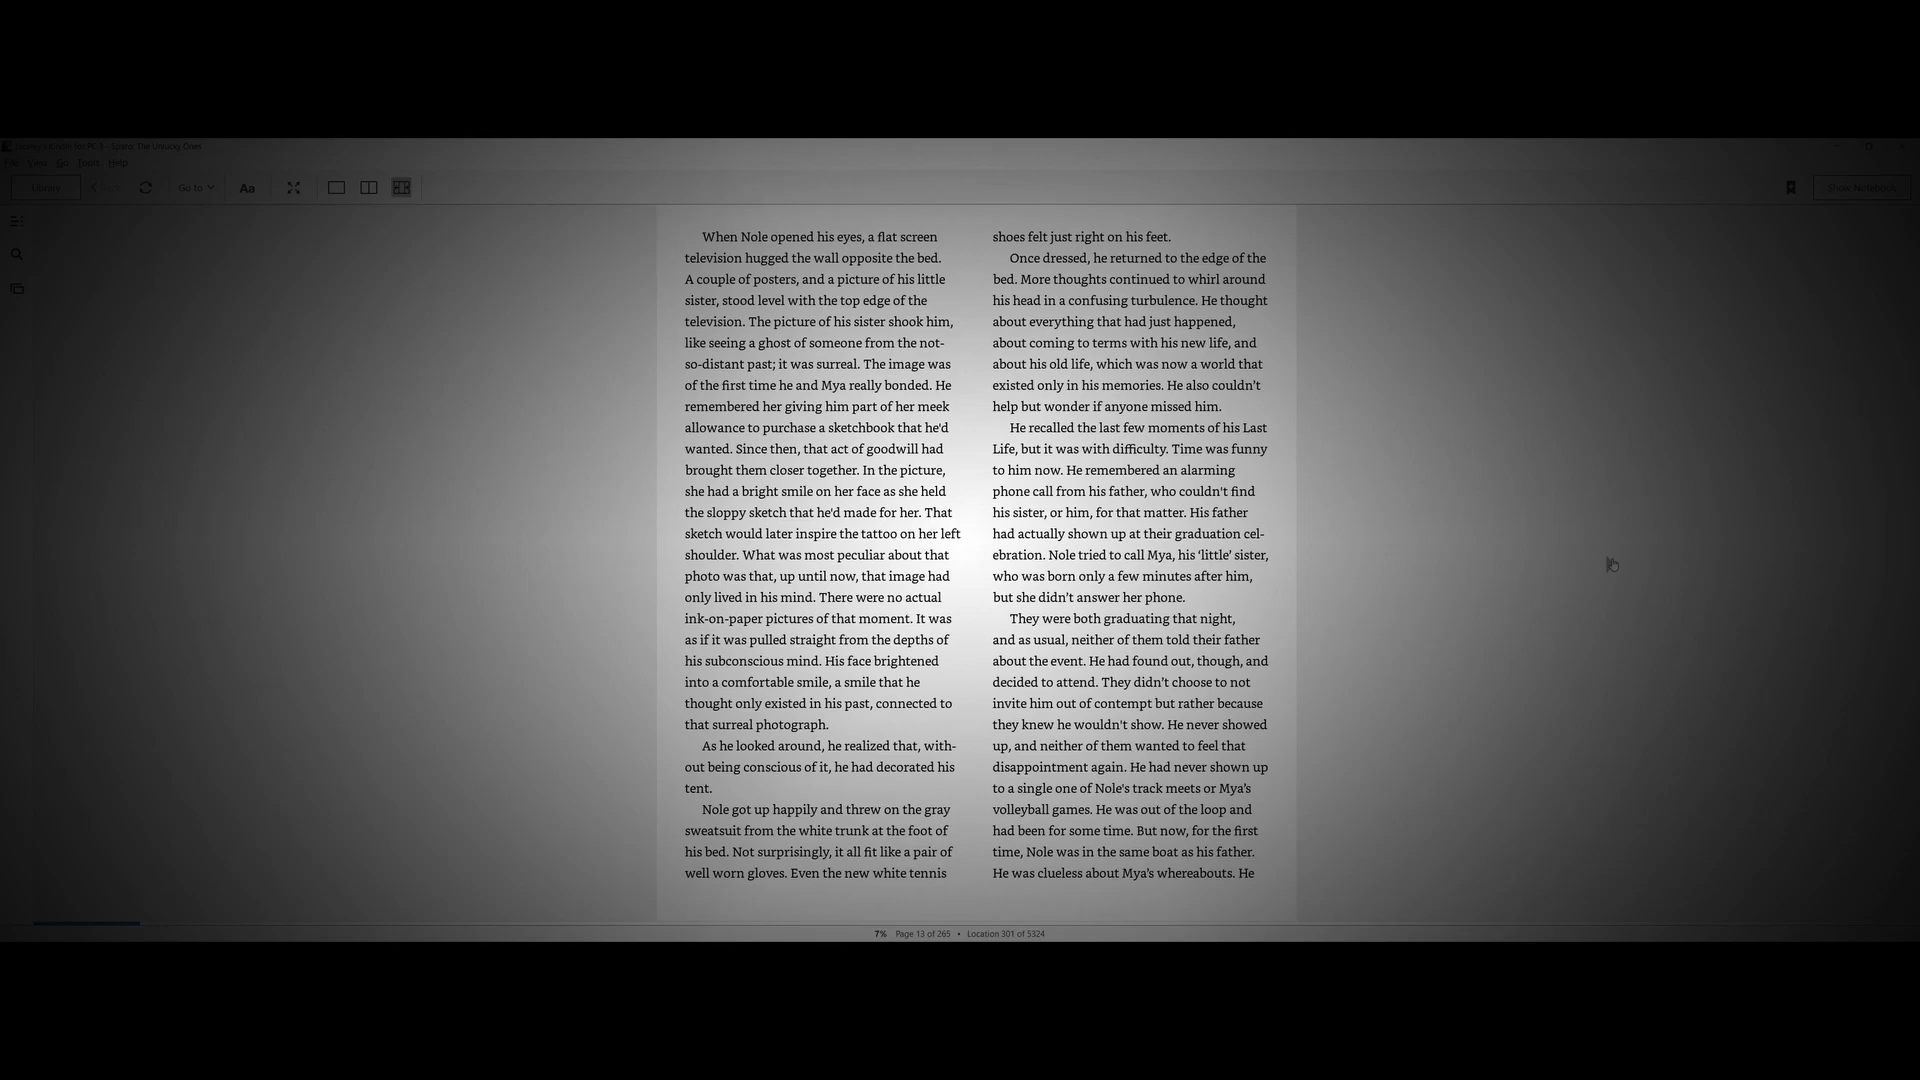 Kindle for PC 3 - Spero: The Unlucky Ones
File View Go Tools Help
Library
Go to
Aa
Show Notebook
When Nole opened his eyes, a flat screen
television hugged the wall opposite the bed.
A couple of posters, and a picture of his little
sister, stood level with the top edge of the
television. The picture of his sister shook him,
like seeing a ghost of someone from the not-
so-distant past; it was surreal. The image was
of the first time he and Mya really bonded. He
remembered her giving him part of her meek
allowance to purchase a sketchbook that he'd
wanted. Since then, that act of goodwill had
brought them closer together. In the picture,
she had a bright smile on her face as she held
the sloppy sketch that he'd made for her. That
sketch would later inspire the tattoo on her left
shoulder. What was most peculiar about that
photo was that, up until now, that image had
only lived in his mind. There were no actual
ink-on-paper pictures of that moment. It was
as if it was pulled straight from the depths of
his subconscious mind. His face brightened
into a comfortable smile, a smile that he
thought only existed in his past, connected to
that surreal photograph.
As he looked around, he realized that, with-
out being conscious of it, he had decorated his
tent.
Nole got up happily and threw on the gray
sweatsuit from the white trunk at the foot of
his bed. Not surprisingly, it all fit like a pair of
well worn gloves. Even the new white tennis
shoes felt just right on his feet.
Once dressed, he returned to the edge of the
bed. More thoughts continued to whirl around
his head in a confusing turbulence. He thought
about everything that had just happened,
about coming to terms with his new life, and
about his old life, which was now a world that
existed only in his memories. He also couldn’t
help but wonder if anyone missed him.
He recalled the last few moments of his Last
Life, but it was with difficulty. Time was funny
to him now. He remembered an alarming
phone call from his father, who couldn't find
his sister, or him, for that matter. His father
had actually shown up at their graduation cel-
ebration. Nole tried to call Mya, his ‘little’ sister,
who was born only a few minutes after him,
but she didn’t answer her phone.
They were both graduating that night,
and as usual, neither of them told their father
about the event. He had found out, though, and
decided to attend. They didn’t choose to not
invite him out of contempt but rather because
they knew he wouldn't show. He never showed
up, and neither of them wanted to feel that
disappointment again. He had never shown up
to a single one of Nole's track meets or Mya’s
volleyball games. He was out of the loop and
had been for some time. But now, for the first
time, Nole was in the same boat as his father.
He was clueless about Mya’s whereabouts. He
7% Page 13 of 265 • Location 301 of 5324